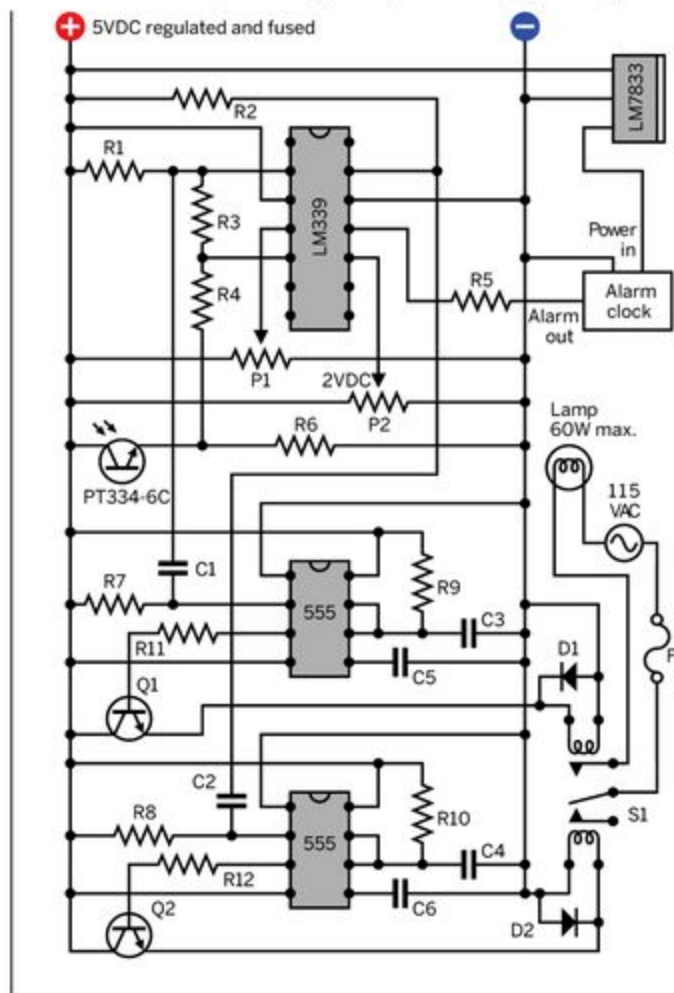 5VDC regulated and fused
LM7833
R2
R1
LM339
R3
R4
Power
in
R5
Alarm
clock
Alarm
out
P1
2VDC
P2
Lamp
60W max.
R6
PT334-6C
115
VAC
C1
R7
555
R9
C3
R11
C5
D1
F
Q1
C2
R8
555
R10
S1
C4
R12
C6
Q2
D2